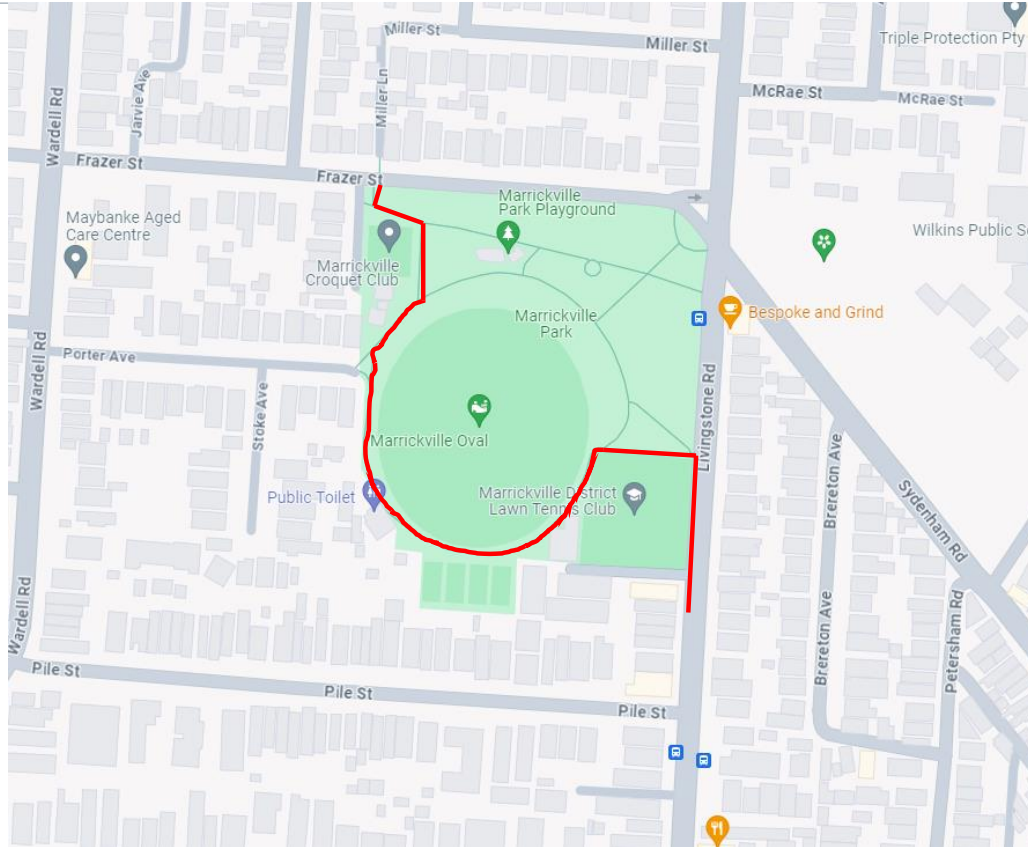 Miller St
Miller St
Triple Protection Pty
Jarvie Ave
Miller Ln
Wardell Rd
McRae St
McRae St
Frazer St
Frazer St
Marrickville
Park Playground
Maybanke Aged
Care Centre
Wilkins Public Sc
Marrickville
Croquet Club
Marrickville
Park
Bespoke and Grind
Porter Ave
Wardell Rd
Stoke Ave
Livingstone Rd
Marrickville Oval
Brereton Ave
Public Toilet
Marrickville District
Lawn Tennis Club
Sydenham Rd
Wardell Rd
Brereton Ave
Petersham Rd
Pile St
Pile St
Pile St